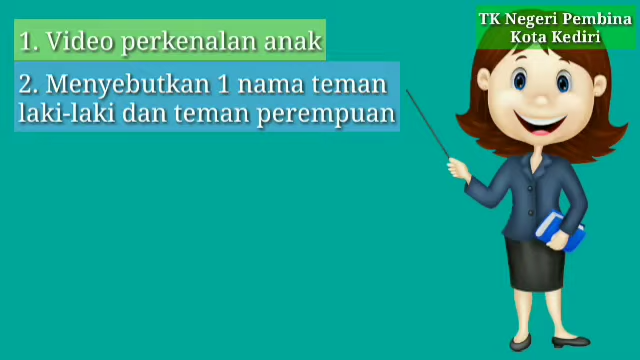 1. Video perkenalan anak
2. Menyebutkan 1 nama teman
laki-laki dan teman perempuan
TK Negeri Pembina
Kota Kediri